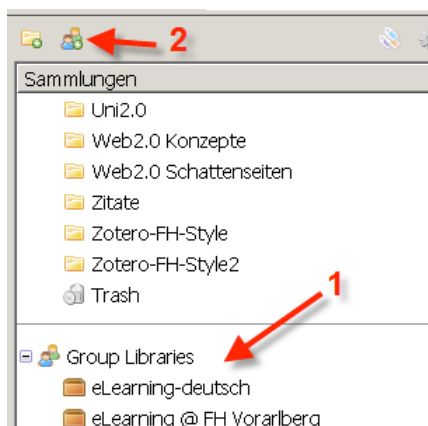 2
Sammlungen
Uni2.0
Web2.0 Konzepte
Web2.0 Schattenseiten
Zitate
Zotero-FH-Style
Zotero-FH-Style2
Trash
1
Group Libraries
eLearning-deutsch
eLearning @ FH Vorarlberg